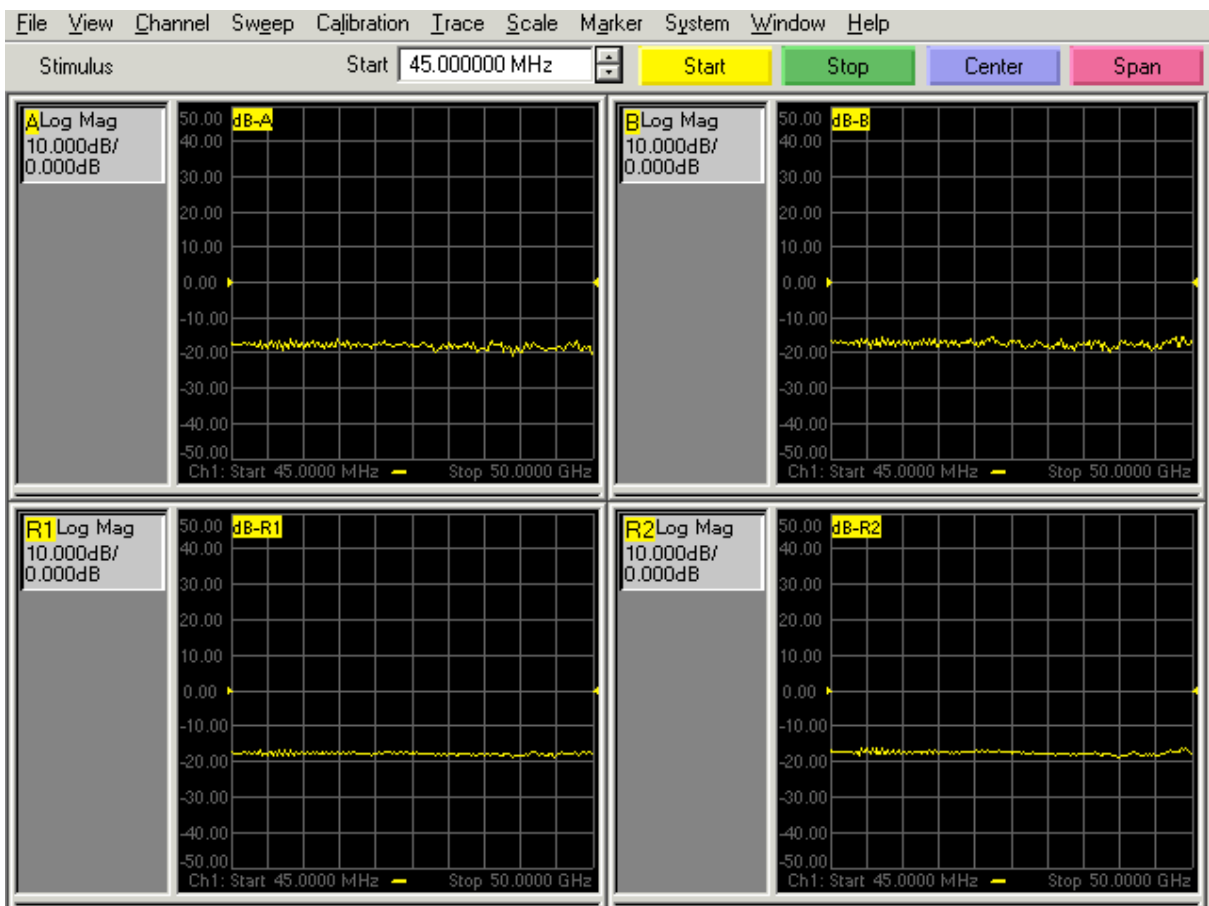 File View Channel Sweep Calibration Trace Scale Marker System Window Help
Stimulus Start 45.000000 MHz Start Stop Center Span
A Log Mag
10.000dB/
0.000dB
50.00 dB-A
40.00
30.00
20.00
10.00
0.00
-10.00
-20.00
-30.00
-40.00
-50.00
Ch1: Start 45.0000 MHz Stop 50.0000 GHz
B Log Mag
10.000dB/
0.000dB
50.00 dB-B
40.00
30.00
20.00
10.00
0.00
-10.00
-20.00
-30.00
-40.00
-50.00
Ch1: Start 45.0000 MHz Stop 50.0000 GHz
R1 Log Mag
10.000dB/
0.000dB
50.00 dB-R1
40.00
30.00
20.00
10.00
0.00
-10.00
-20.00
-30.00
-40.00
-50.00
Ch1: Start 45.0000 MHz Stop 50.0000 GHz
R2 Log Mag
10.000dB/
0.000dB
50.00 dB-R2
40.00
30.00
20.00
10.00
0.00
-10.00
-20.00
-30.00
-40.00
-50.00
Ch1: Start 45.0000 MHz Stop 50.0000 GHz